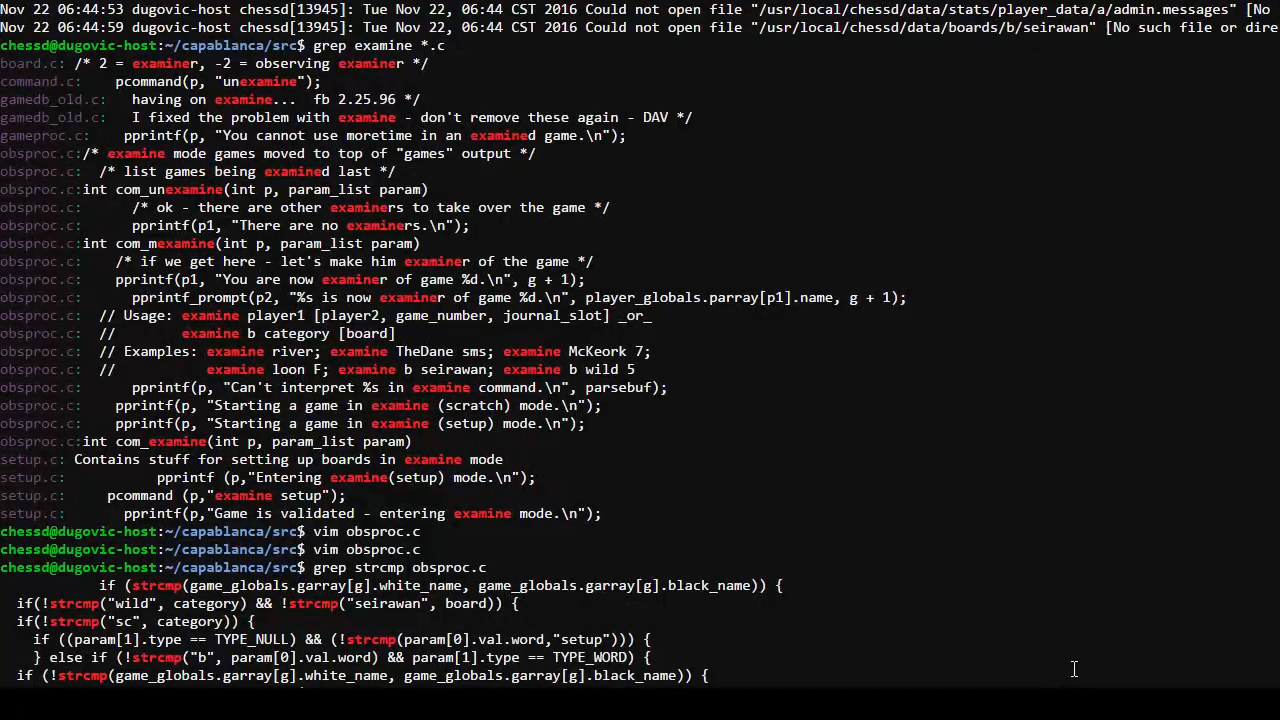 Nov 22 06:44:53 dugovic-host chessd[13945]: Tue Nov 22, 06:44 CST 2016 Could not open file "/usr/local/chessd/data/stats/player_data/a/admin.messages" [No
Nov 22 06:44:59 dugovic-host chessd[13945]: Tue Nov 22, 06:44 CST 2016 Could not open file "/usr/local/chessd/data/boards/b/seirawan" [No such file or dire
chessd@dugovic-host:~/capablanca/src$ grep examine *.c
board.c: /* 2 = examiner, -2 = observing examiner */
command.c:    pcommand(p, "unexamine");
gamedb_old.c:   having on examine...  fb 2.25.96 */
gamedb_old.c:   I fixed the problem with examine - don't remove these again - DAV */
gameproc.c:    pprintf(p, "You cannot use moretime in an examined game.\n");
obsproc.c:/* examine mode games moved to top of "games" output */
obsproc.c:  /* list games being examined last */
obsproc.c:int com_unexamine(int p, param_list param)
obsproc.c:      /* ok - there are other examiners to take over the game */
obsproc.c:      pprintf(p1, "There are no examiners.\n");
obsproc.c:int com_mexamine(int p, param_list param)
obsproc.c:    /* if we get here - let's make him examiner of the game */
obsproc.c:    pprintf(p1, "You are now examiner of game %d.\n", g + 1);
obsproc.c:      pprintf_prompt(p2, "%s is now examiner of game %d.\n", player_globals.parray[p1].name, g + 1);
obsproc.c:  // Usage: examine player1 [player2, game_number, journal_slot] _or_
obsproc.c:  //        examine b category [board]
obsproc.c:  // Examples: examine river; examine TheDane sms; examine McKeork 7;
obsproc.c:  //           examine loon F; examine b seirawan; examine b wild 5
obsproc.c:      pprintf(p, "Can't interpret %s in examine command.\n", parsebuf);
obsproc.c:    pprintf(p, "Starting a game in examine (scratch) mode.\n");
obsproc.c:    pprintf(p, "Starting a game in examine (setup) mode.\n");
obsproc.c:int com_examine(int p, param_list param)
setup.c: Contains stuff for setting up boards in examine mode
setup.c:           pprintf (p,"Entering examine(setup) mode.\n");
setup.c:     pcommand (p,"examine setup");
setup.c:       pprintf(p,"Game is validated - entering examine mode.\n");
chessd@dugovic-host:~/capablanca/src$ vim obsproc.c
chessd@dugovic-host:~/capablanca/src$ vim obsproc.c
chessd@dugovic-host:~/capablanca/src$ grep strcmp obsproc.c
            if (strcmp(game_globals.garray[g].white_name, game_globals.garray[g].black_name)) {
  if(!strcmp("wild", category) && !strcmp("seirawan", board)) {
  if(!strcmp("sc", category)) {
    if ((param[1].type == TYPE_NULL) && (!strcmp(param[0].val.word,"setup"))) {
    } else if (!strcmp("b", param[0].val.word) && param[1].type == TYPE_WORD) {
  if (!strcmp(game_globals.garray[g].white_name, game_globals.garray[g].black_name)) {